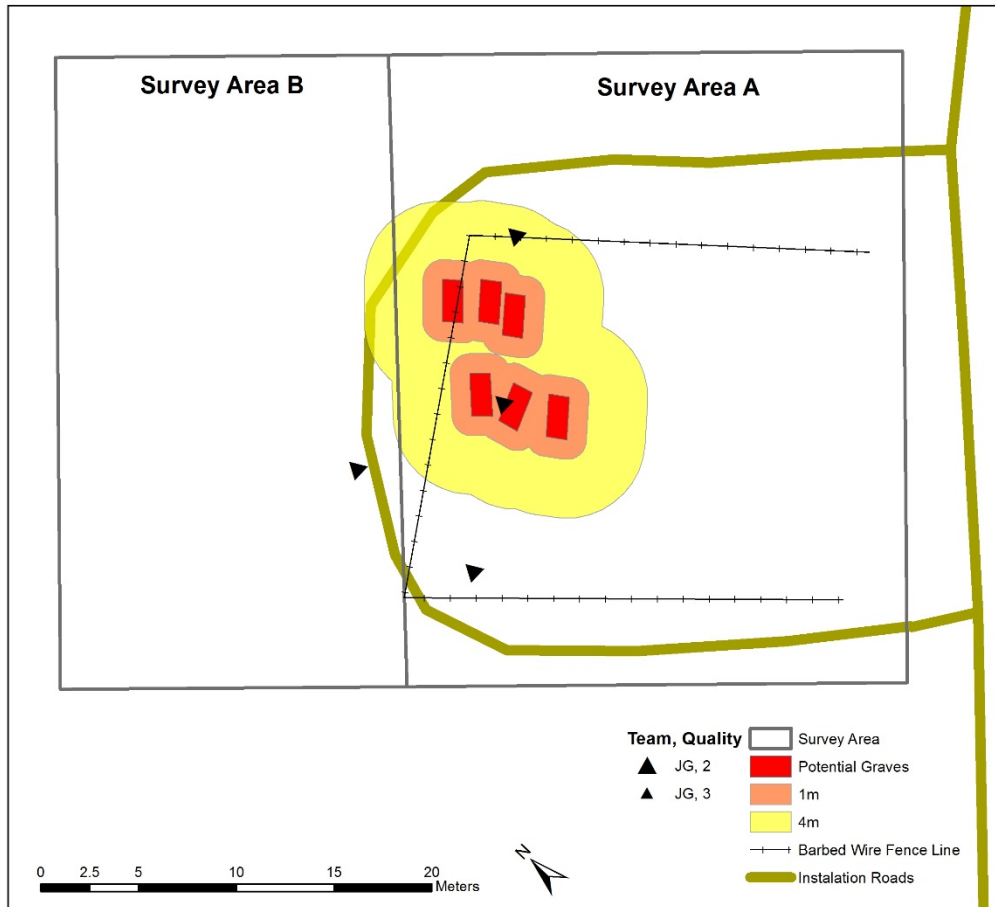 Survey Area B
Survey Area A
Team, Quality
JG, 2
JG, 3
Survey Area
Potential Graves
1m
4m
Barbed Wire Fence Line
Instalation Roads
0 2.5 5 10 15 20
Meters
N